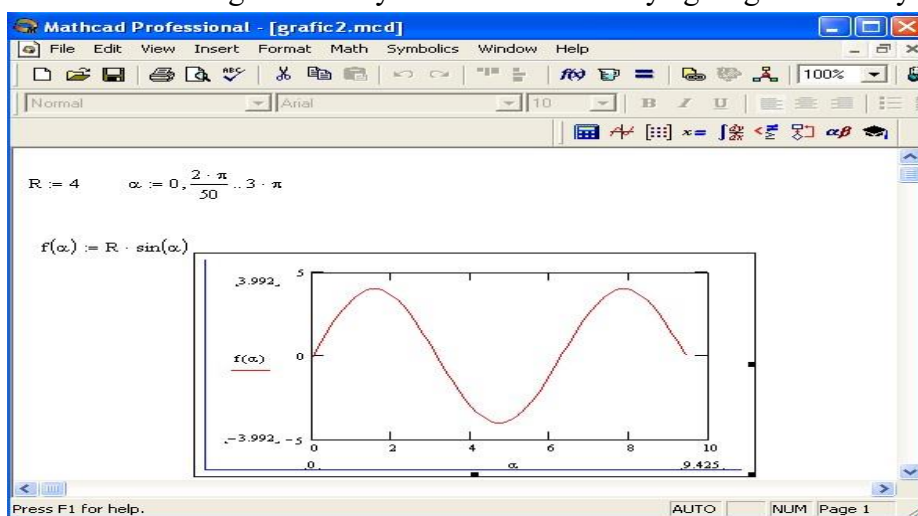 Mathcad Professional - [grafic2.mcd]
File Edit View Insert Format Math Symbolics Window Help
100%
Normal Arial 10 B I U
R := 4 α := 0, 2 · π / 50 .. 3 · π
f(α) := R · sin(α)
3.992
5
f(α)
0
-3.992
-5
0 2 4 6 8 10
0 α 9.425
Press F1 for help. AUTO NUM Page 1